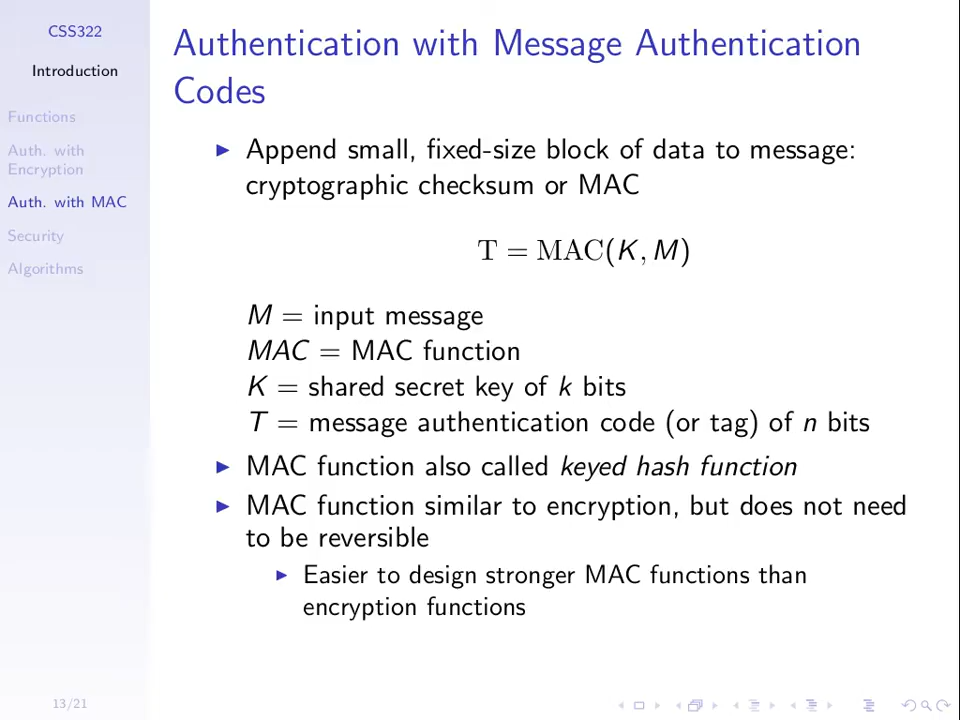 CSS322
Introduction
Functions
Auth. with
Encryption
Auth. with MAC
Security
Algorithms
Authentication with Message Authentication
Codes
▶ Append small, fixed-size block of data to message:
cryptographic checksum or MAC
T = MAC(K, M)
M = input message
MAC = MAC function
K = shared secret key of k bits
T = message authentication code (or tag) of n bits
▶ MAC function also called keyed hash function
▶ MAC function similar to encryption, but does not need
to be reversible
▶ Easier to design stronger MAC functions than
encryption functions
13/21